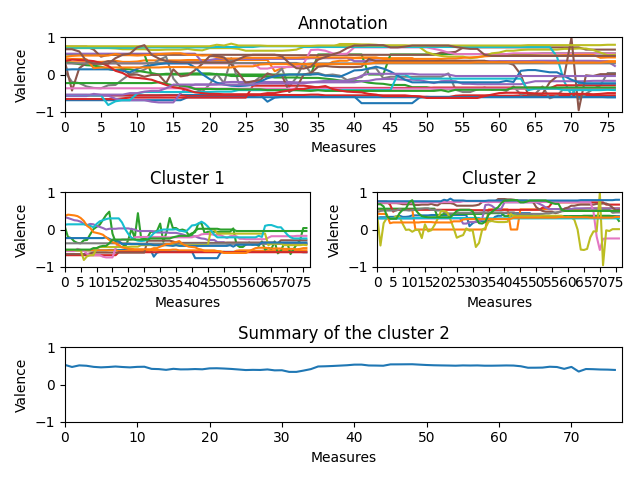 Annotation
Valence
1
0
−1
0 5 10 15 20 25 30 35 40 45 50 55 60 65 70 75
Measures
Cluster 1
Cluster 2
Valence
1
0
−1
0 5 1015202530354045505560657075
Measures
Valence
1
0
−1
0 5 1015202530354045505560657075
Measures
Summary of the cluster 2
Valence
1
0
−1
0 10 20 30 40 50 60 70
Measures